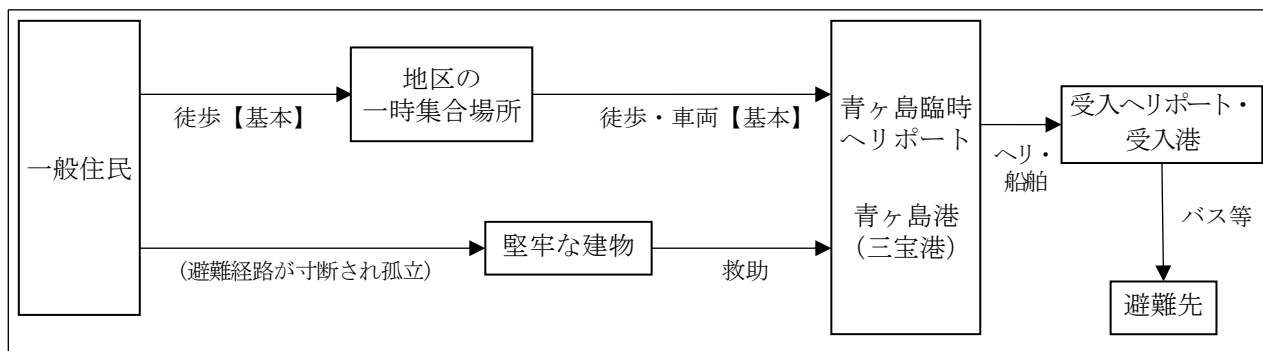 一般住民
徒歩【基本】
地区の
一時集合場所
徒歩・車両【基本】
(避難経路が寸断され孤立)
堅牢な建物
救助
青ヶ島臨時
ヘリポート
青ヶ島港
(三宝港)
ヘリ・
船舶
受入ヘリポート・
受入港
バス等
避難先